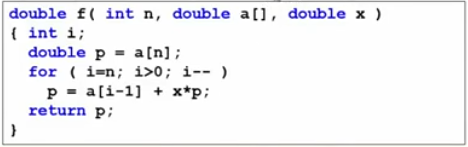 double f( int n, double a[], double x )
{ int i;
  double p = a[n];
  for ( i=n; i>0; i-- )
    p = a[i-1] + x*p;
  return p;
}